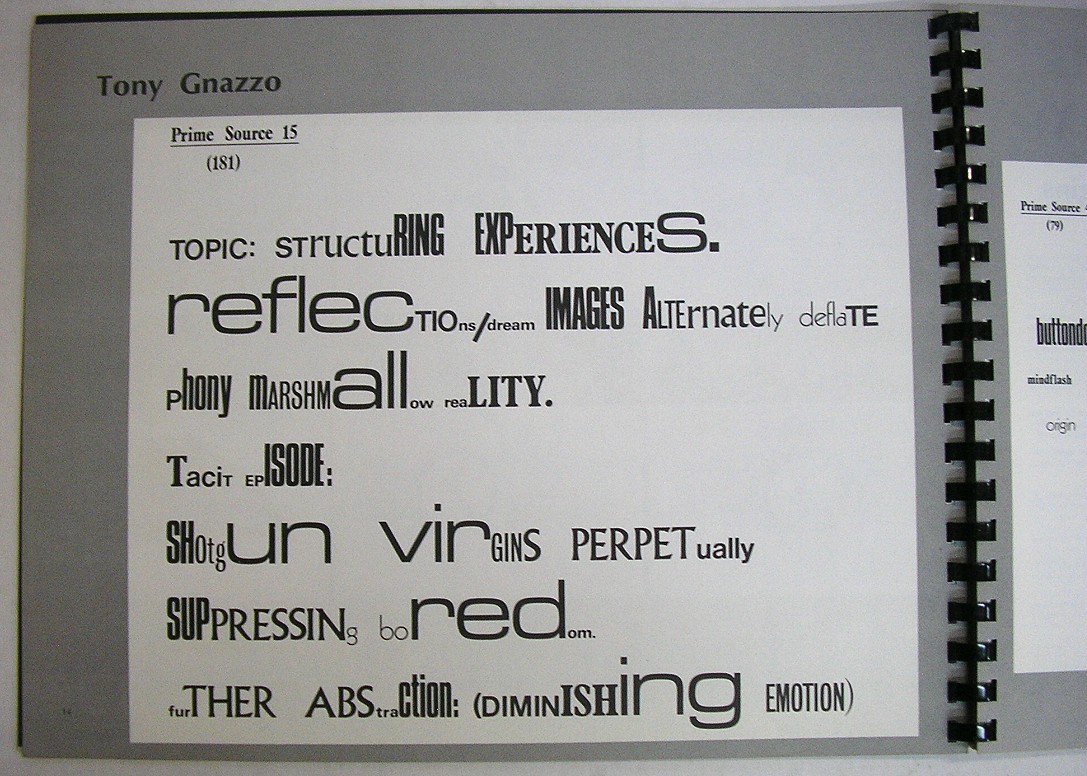 Tony Gnazzo
Prime Source 15
(181)
TOPIC: STructuRING EXPERIENCES.
reflecTIOns/dream IMAGES ALTErnately deflaTE
Phony MARSHMallow reaLITY.
TaciT EPISODE:
SHOtgun virGINS PERPETually
SUPPRESSINg boredom.
furTHER ABStraction: (DIMINISHing EMOTION)
14
Prime Source
(79)
mindflash
origin